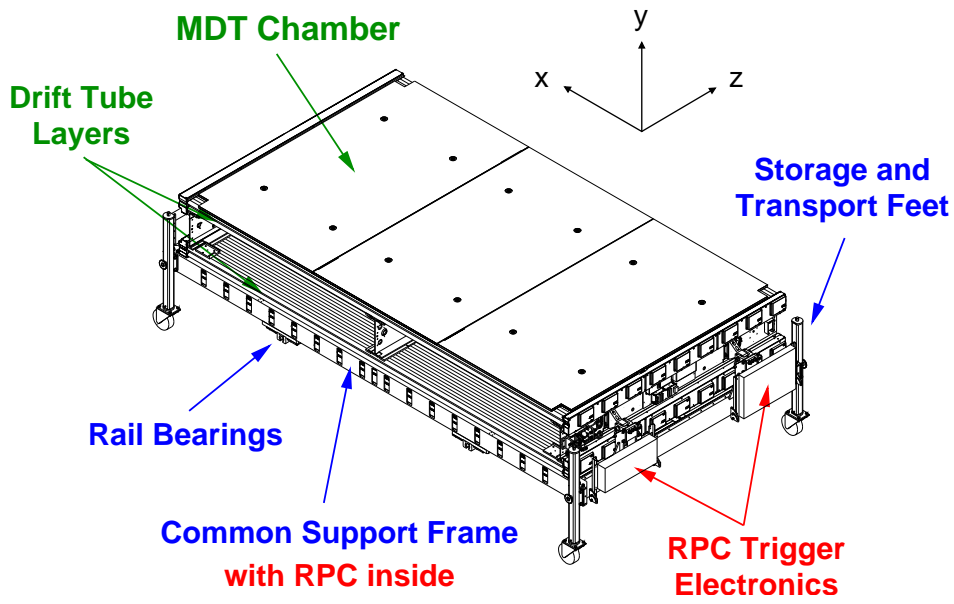 MDT Chamber
y
x
z
Drift Tube
Layers
Storage and
Transport Feet
Rail Bearings
Common Support Frame
with RPC inside
RPC Trigger
Electronics